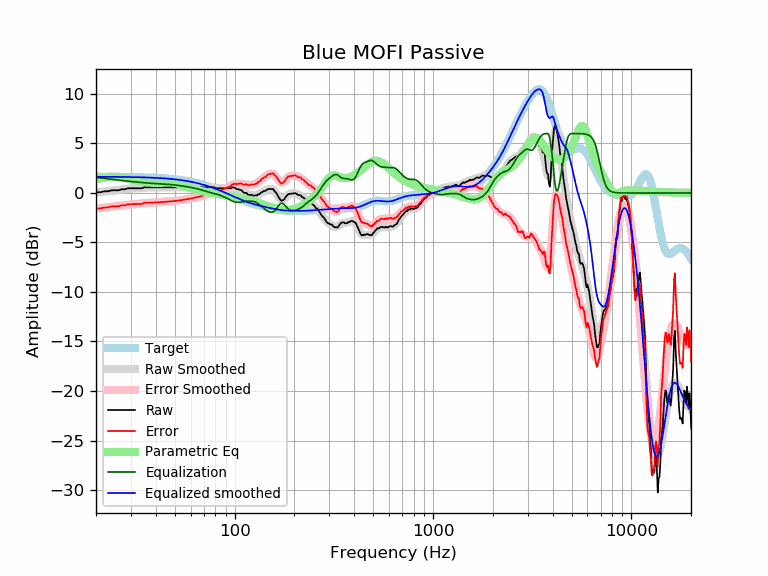 Blue MOFI Passive
Amplitude (dBr)
10
5
0
−5
−10
−15
−20
−25
−30
Target
Raw Smoothed
Error Smoothed
Raw
Error
Parametric Eq
Equalization
Equalized smoothed
100
1000
10000
Frequency (Hz)